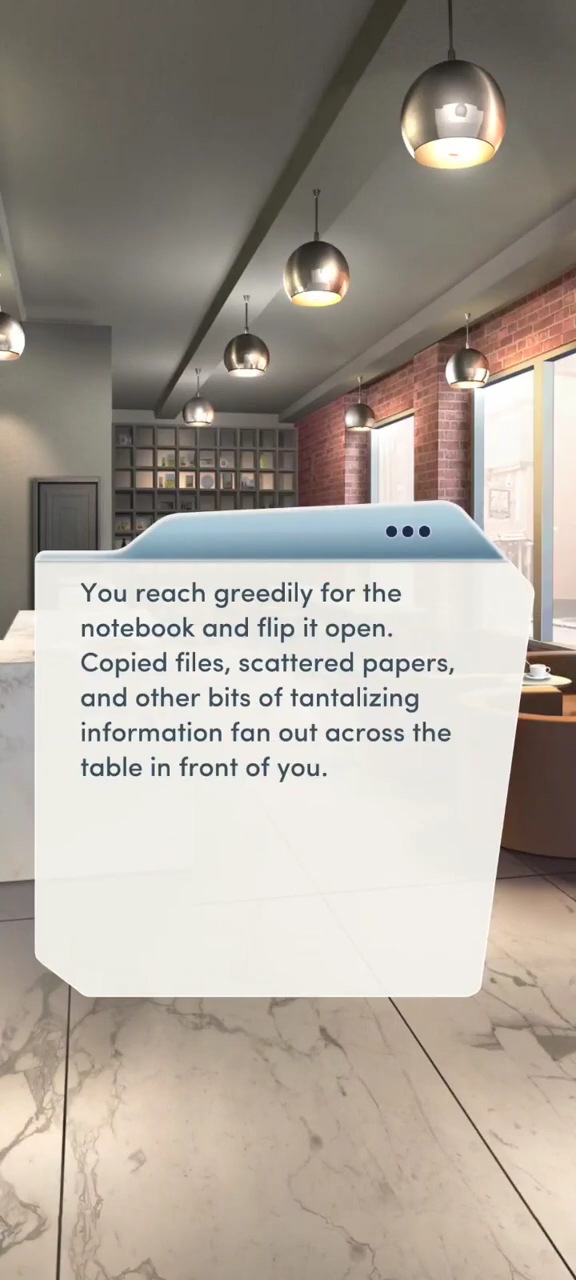 You reach greedily for the
notebook and flip it open.
Copied files, scattered papers,
and other bits of tantalizing
information fan out across the
table in front of you.